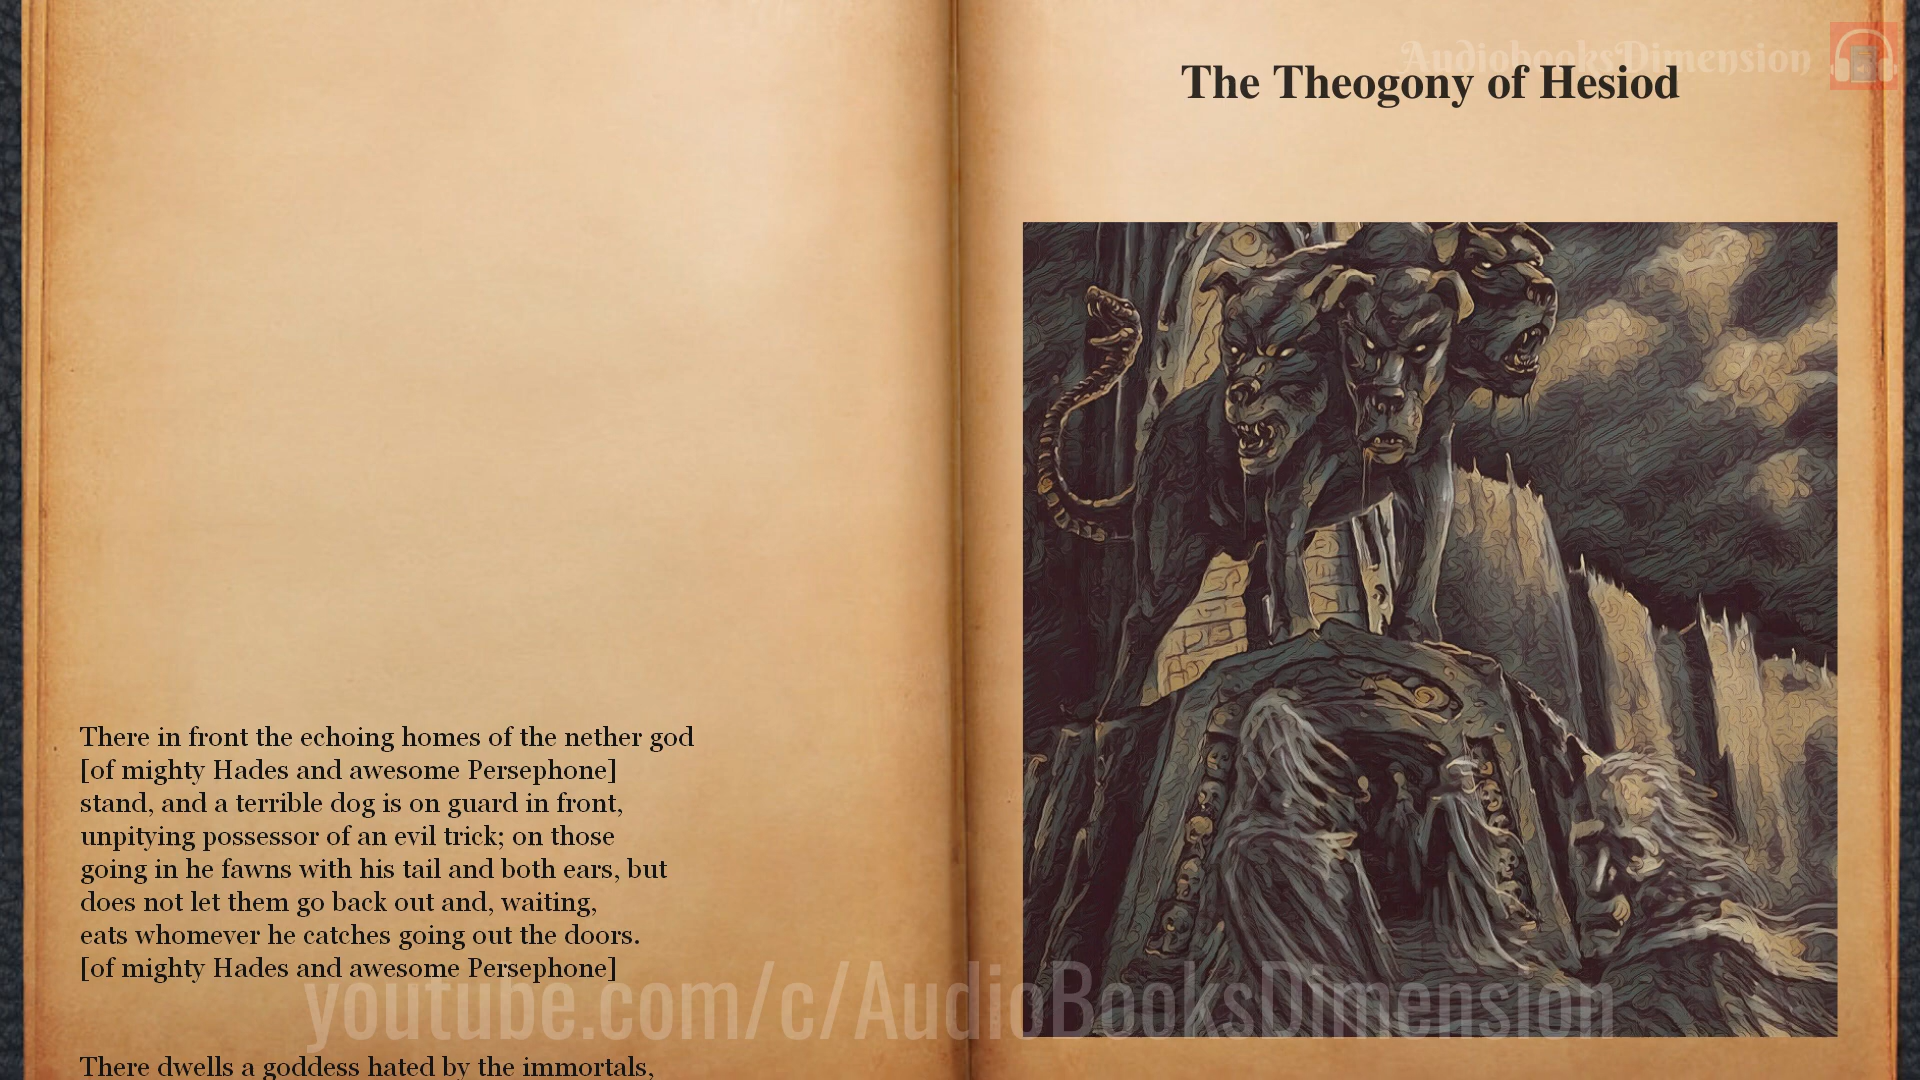 AudiobooksDimension
The Theogony of Hesiod
There in front the echoing homes of the nether god
[of mighty Hades and awesome Persephone]
stand, and a terrible dog is on guard in front,
unpitying possessor of an evil trick; on those
going in he fawns with his tail and both ears, but
does not let them go back out and, waiting,
eats whomever he catches going out the doors.
[of mighty Hades and awesome Persephone]
There dwells a goddess hated by the immortals,
youtube.com/c/AudioBooksDimension